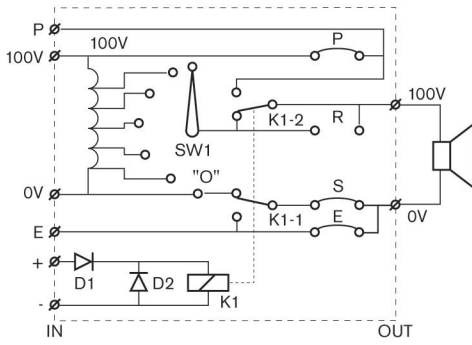 P
100V
100V
P
100V
K1-2
R
SW1
0V
"O"
S
K1-1
E
0V
E
+
D1
D2
K1
-
IN
OUT